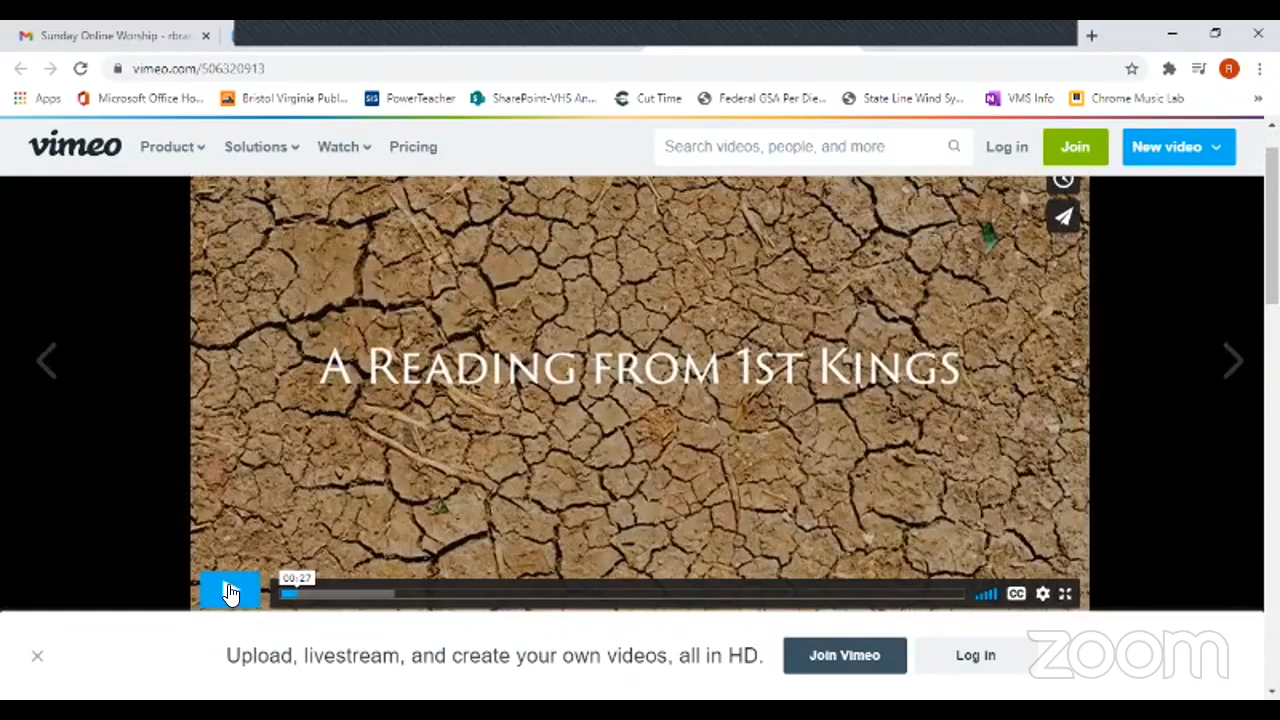 Sunday Online Worship - rbra
vimeo.com/506320913
Apps Microsoft Office Ho... Bristol Virginia Publ... SIS PowerTeacher SharePoint-VHS An... Cut Time Federal GSA Per Die... State Line Wind Sy... VMS Info Chrome Music Lab »
vimeo Product Solutions Watch Pricing Search videos, people, and more Log in Join New video
A READING FROM 1ST KINGS
00:27
CC
Upload, livestream, and create your own videos, all in HD. Join Vimeo Log in
zoom